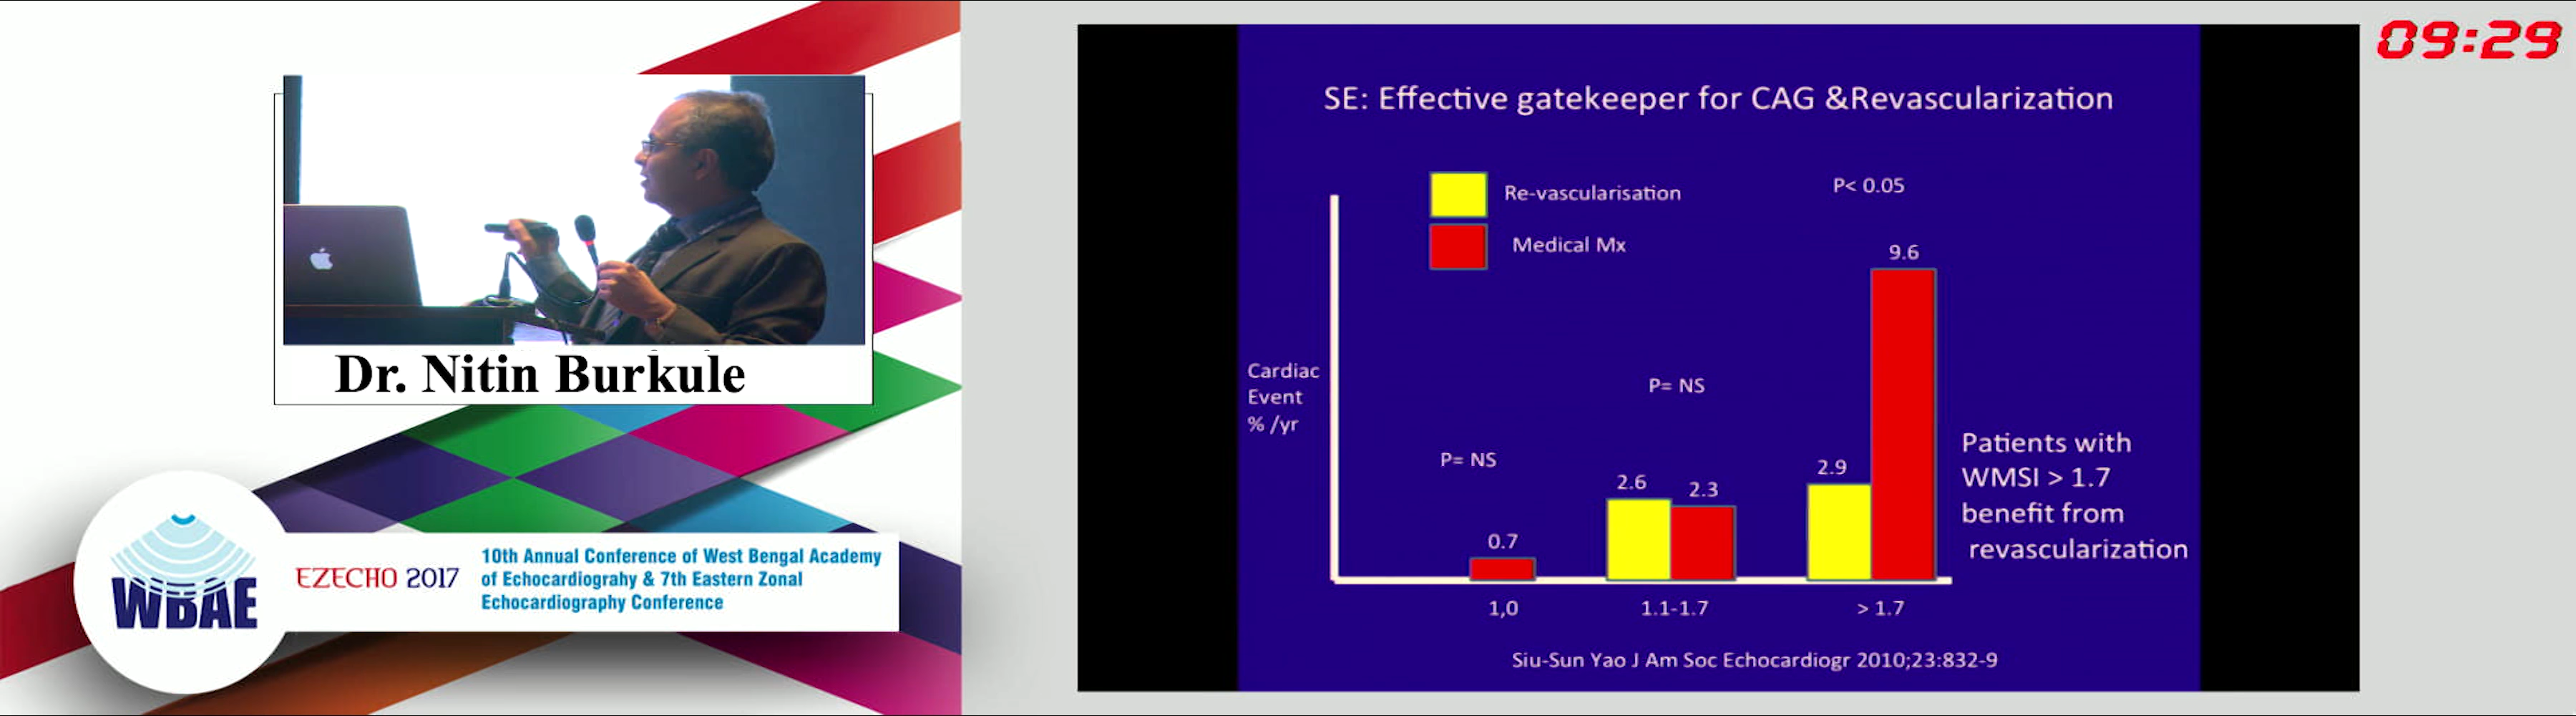 Dr. Nitin Burkule
WBAE
EZECHO 2017
10th Annual Conference of West Bengal Academy
of Echocardiograhy & 7th Eastern Zonal
Echocardiography Conference
SE: Effective gatekeeper for CAG &Revascularization
Re-vascularisation
Medical Mx
P< 0.05
9.6
Cardiac
Event
% /yr
P= NS
P= NS
2.9
2.6
2.3
0.7
Patients with
WMSI > 1.7
benefit from
revascularization
1,0
1.1-1.7
> 1.7
Siu-Sun Yao J Am Soc Echocardiogr 2010;23:832-9
09:29